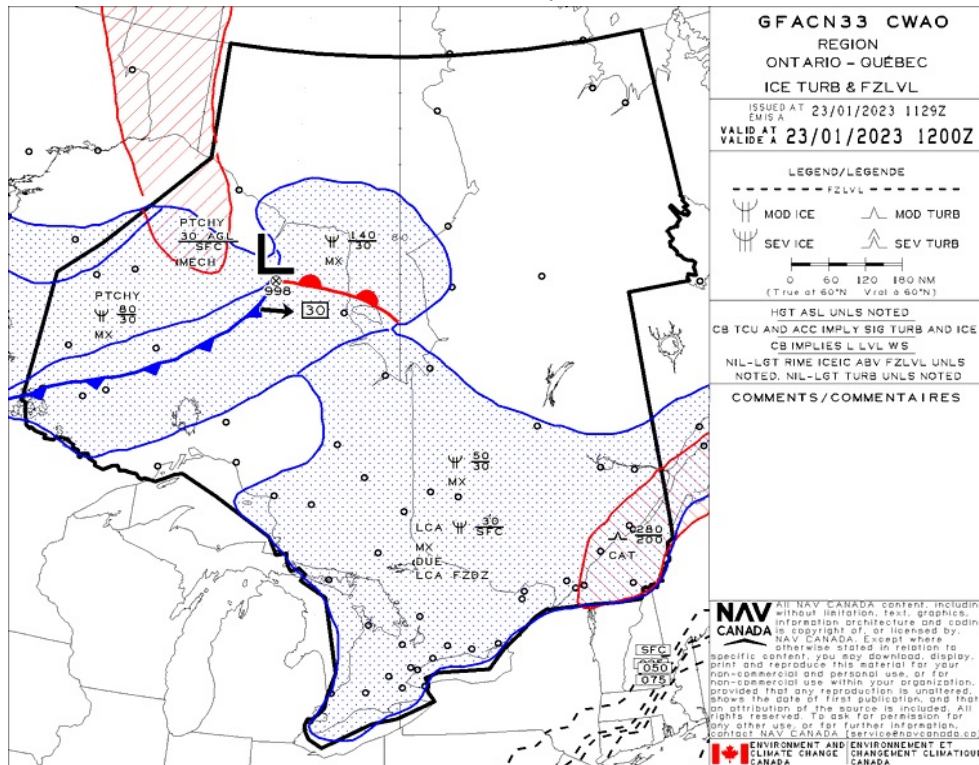 GFACN33 CWAO
REGION
ONTARIO - QUÉBEC
ICE TURB & FZLVL
ISSUED AT
ÉMIS A
23/01/2023 1129Z
VALID AT
VALIDE A
23/01/2023 1200Z
LEGEND/LÉGENDE
FZLVL
MOD ICE
MOD TURB
SEV ICE
SEV TURB
0 60 120 180 NM
(True at 60°N Vrai à 60°N)
HGT ASL UNLS NOTED
CB TCU AND ACC IMPLY SIG TURB AND ICE
CB IMPLIES L LVL WS
NIL-LGT RIME ICEIC ABV FZLVL UNLS
NOTED. NIL-LGT TURB UNLS NOTED
COMMENTS/COMMENTAIRES
PTCHY
30 AGL
SFC
MECH
L
998
30
140
30
MX
80
PTCHY
80
30
MX
50
30
MX
LCA
30
SFC
MX
DUE
LCA FZDZ
280
200
CAT
SFC
050
075
NAV
CANADA
All NAV CANADA content, including
without limitation, text, graphics,
information architecture and coding
is copyright of, or licensed by,
NAV CANADA. Except where
otherwise stated in relation to
specific content, you may download, display,
print and reproduce this material for your
non-commercial and personal use, or for
non-commercial use within your organization,
provided that any reproduction is unaltered,
shows the date of first publication, and that
an attribution of the source is included. All
rights reserved. To ask for permission for
any other use, or for further information,
contact NAV CANADA [service@navcanada.ca]
ENVIRONMENT AND
CLIMATE CHANGE
CANADA
ENVIRONNEMENT ET
CHANGEMENT CLIMATIQUE
CANADA